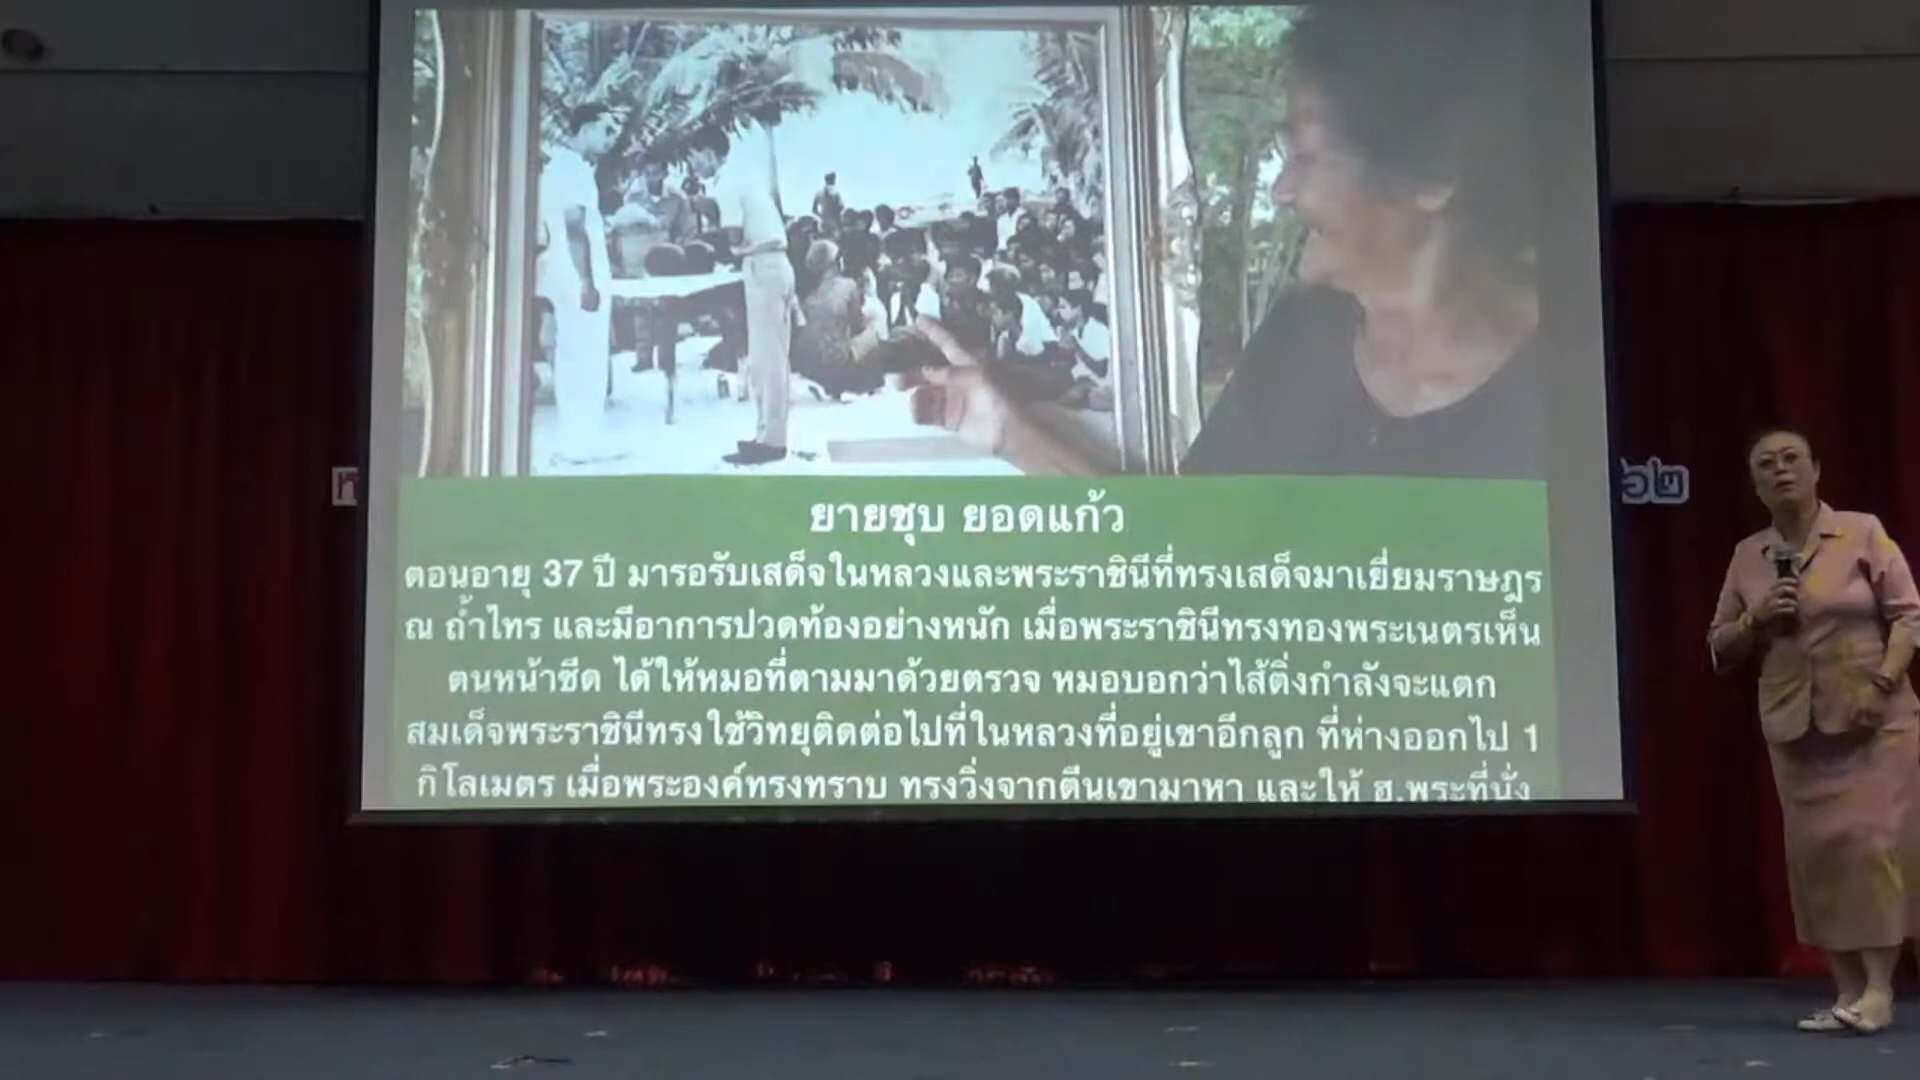 ยายชุบ ยอดแก้ว
ตอนอายุ 37 ปี มารอรับเสด็จในหลวงและพระราชินีที่ทรงเสด็จมาเยี่ยมราษฎร
ณ ถ้ำไทร และมีอาการปวดท้องอย่างหนัก เมื่อพระราชินีทรงทองพระเนตรเห็น
ตนหน้าซีด ได้ให้หมอที่ตามมาด้วยตรวจ หมอบอกว่าไส้ติ่งกำลังจะแตก
สมเด็จพระราชินีทรงใช้วิทยุติดต่อไปที่ในหลวงที่อยู่เขาอีกลูก ที่ห่างออกไป 1
กิโลเมตร เมื่อพระองค์ทรงทราบ ทรงวิ่งจากตีนเขามาหา และให้ ฮ.พระที่นั่ง
๖๒